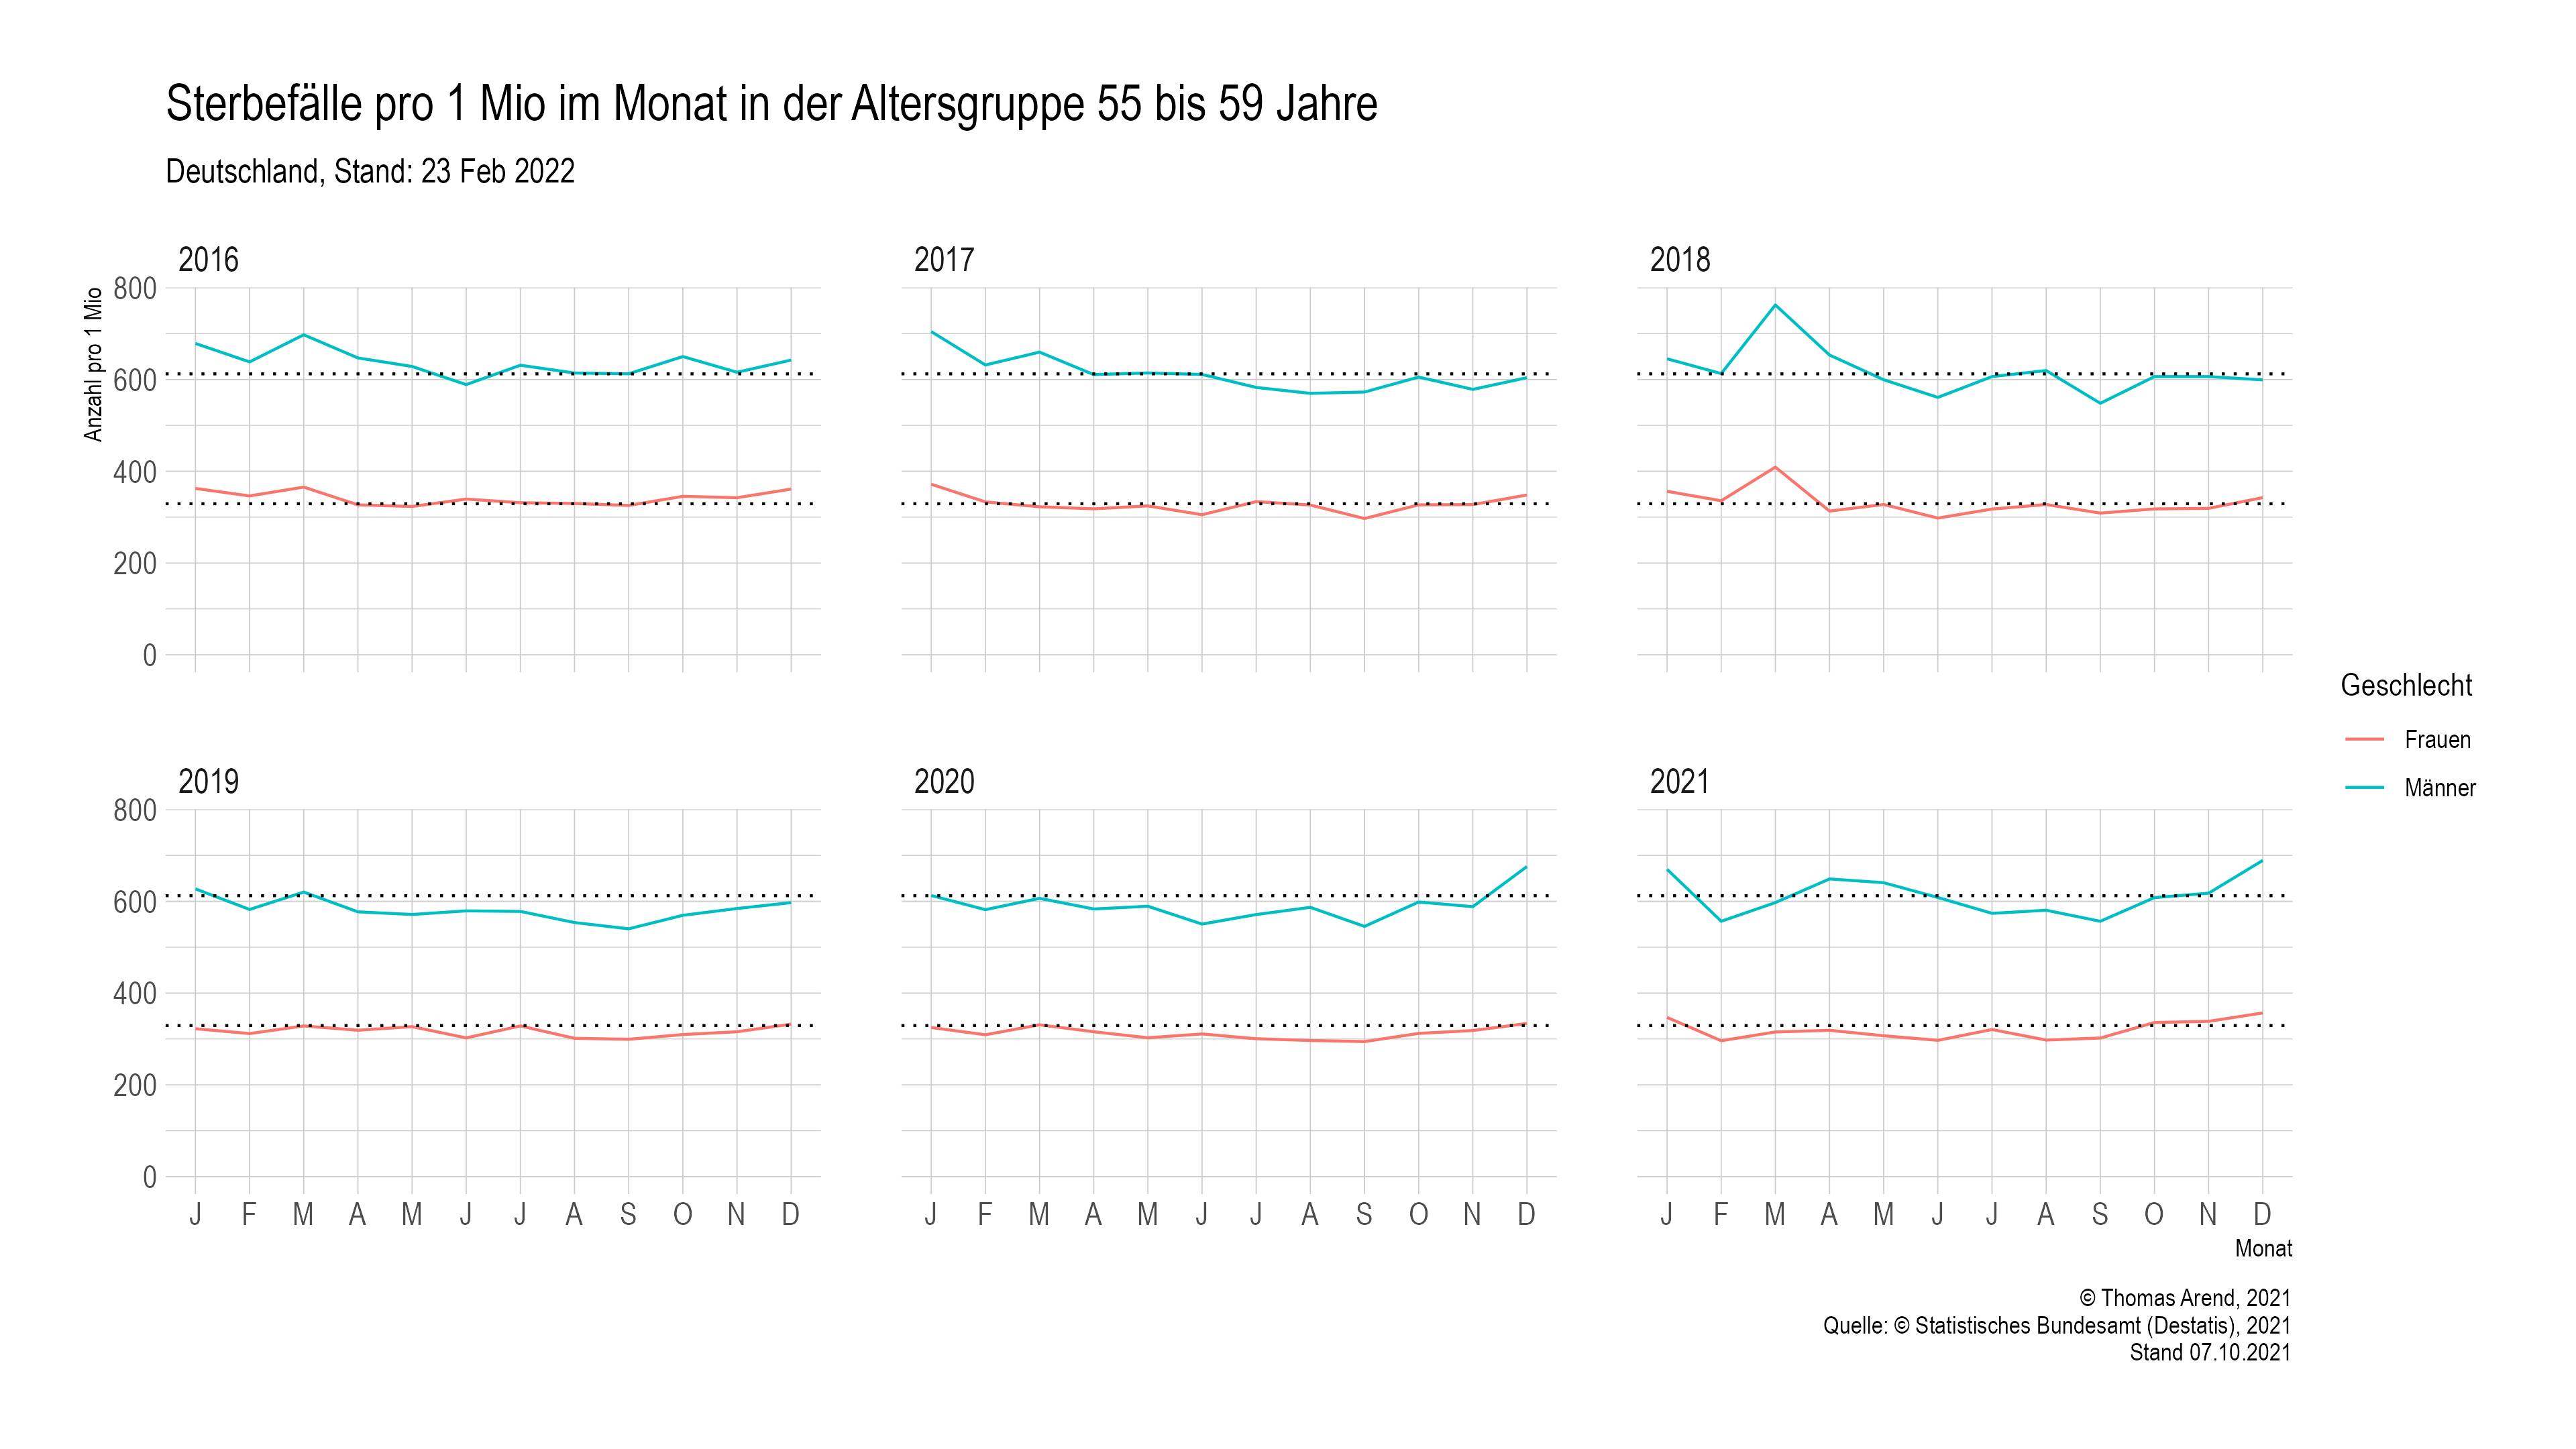 Sterbefälle pro 1 Mio im Monat in der Altersgruppe 55 bis 59 Jahre
Deutschland, Stand: 23 Feb 2022
2016
2017
2018
Anzahl pro 1 Mio
800
600
400
200
0
Geschlecht
Frauen
Männer
2019
2020
2021
800
600
400
200
0
J F M A M J J A S O N D
J F M A M J J A S O N D
J F M A M J J A S O N D
Monat
© Thomas Arend, 2021
Quelle: © Statistisches Bundesamt (Destatis), 2021
Stand 07.10.2021